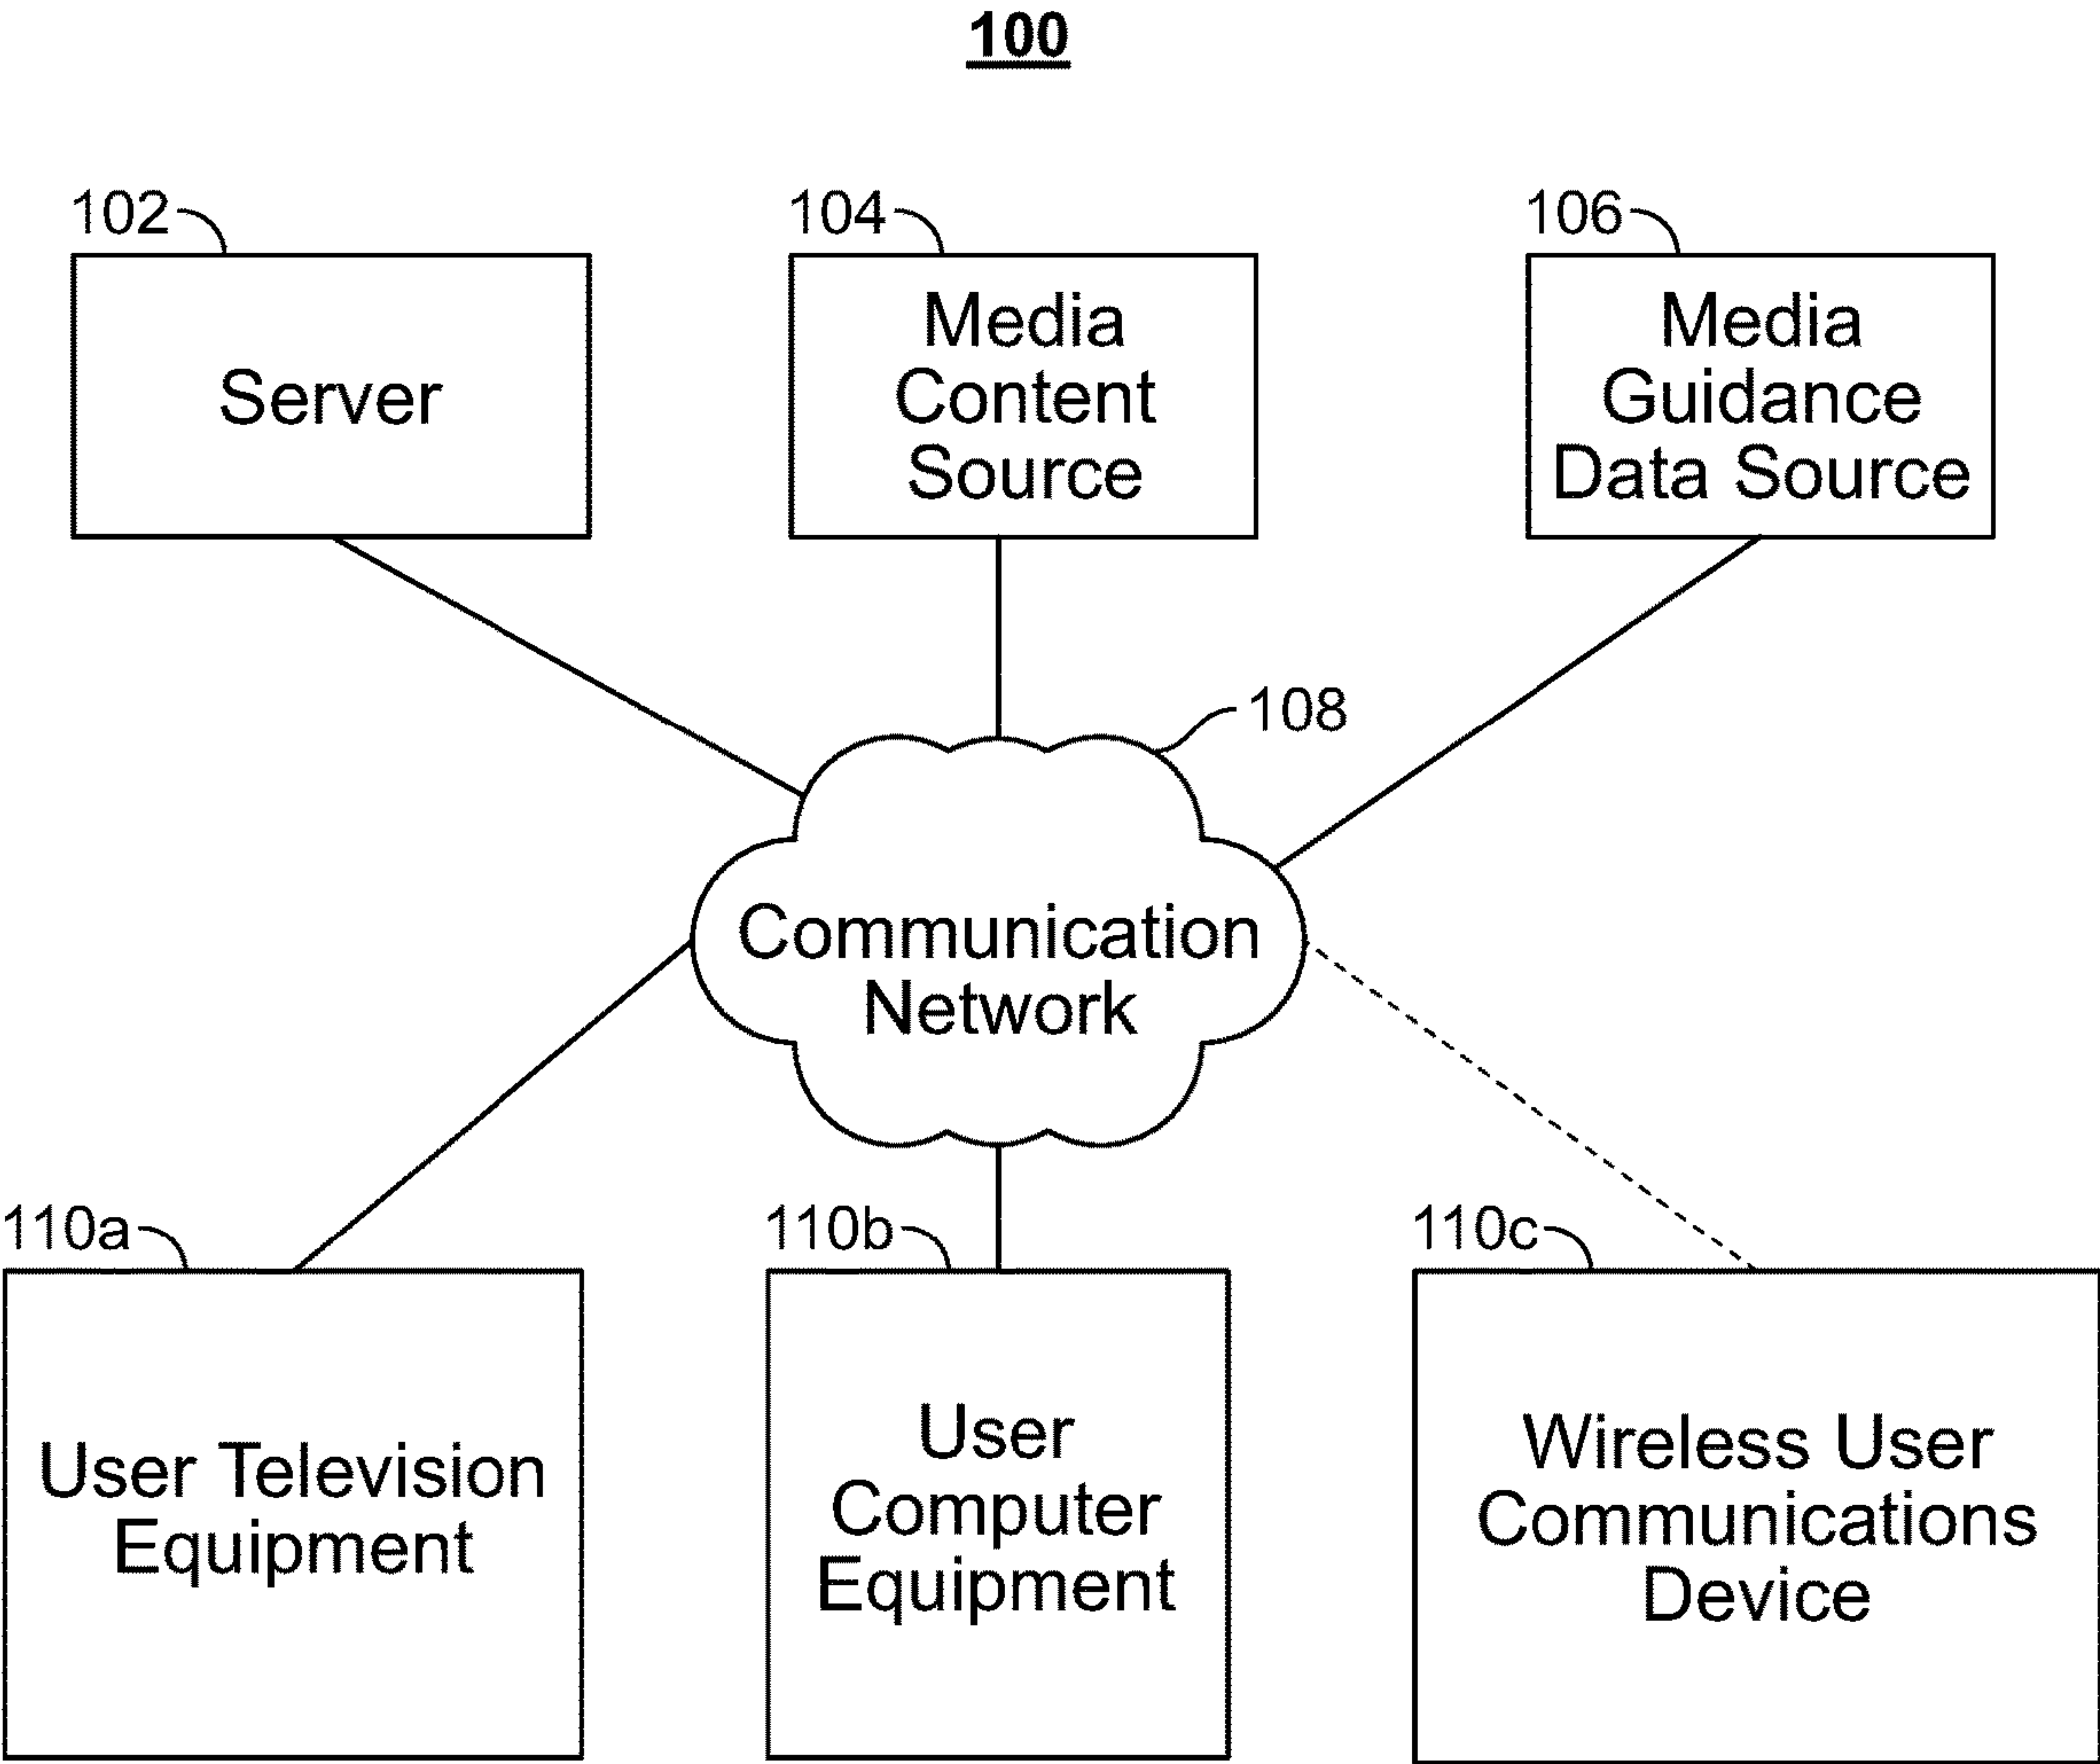 100
102
104
106
Server
Media
Content
Source
Media
Guidance
Data Source
108
Communication
Network
110a
110b
110c
User Television
Equipment
User
Computer
Equipment
Wireless User
Communications
Device